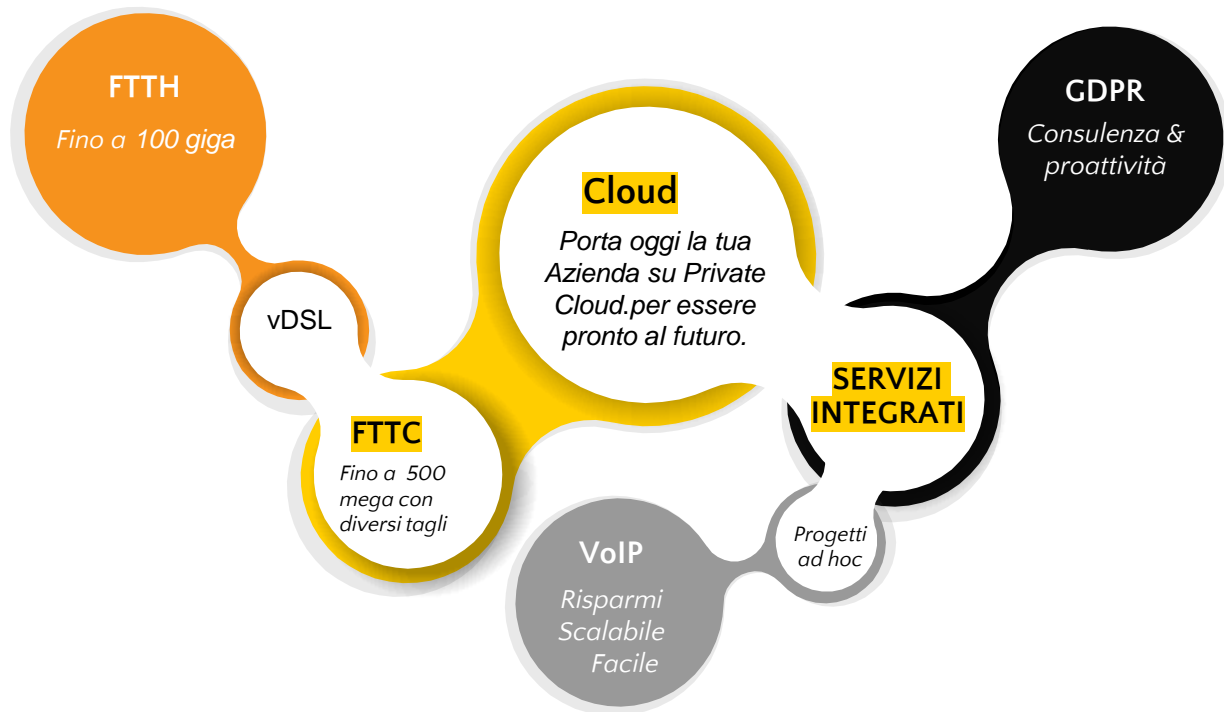 FTTH
Fino a 100 giga
vDSL
FTTC
Fino a 500
mega con
diversi tagli
Cloud
Porta oggi la tua
Azienda su Private
Cloud.per essere
pronto al futuro.
GDPR
Consulenza &
proattività
SERVIZI
INTEGRATI
Progetti
ad hoc
VoIP
Risparmi
Scalabile
Facile